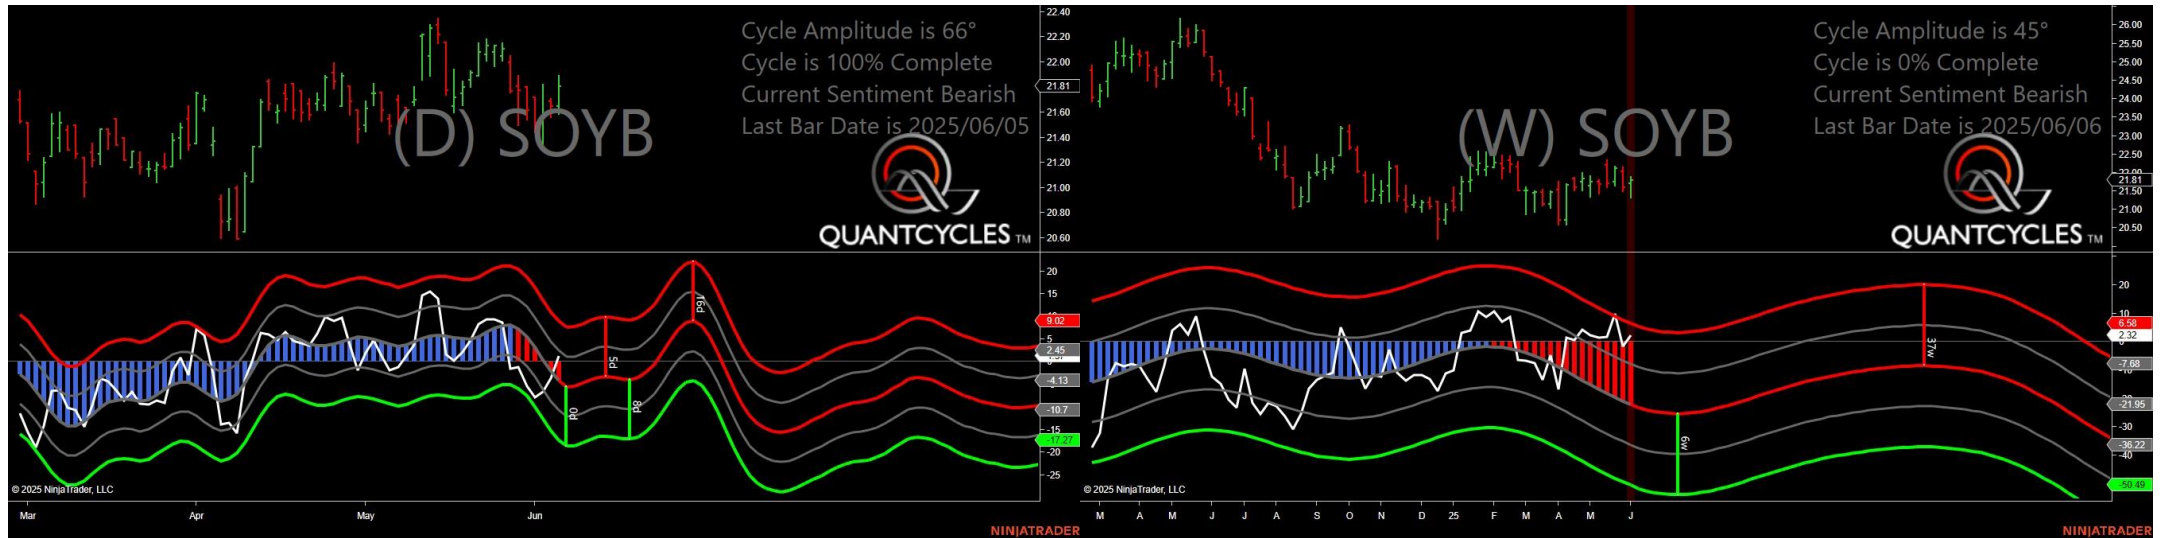 Cycle Amplitude is 66°
Cycle is 100% Complete
Current Sentiment Bearish
Last Bar Date is 2025/06/05
(D) SOYB
QUANTCYCLES TM
22.40
22.20
22.00
21.81
21.60
21.40
21.20
21.00
20.80
20.60
16d
5d
0d
8d
20
15
9.02
5
2.45
-4.13
-10.7
-15
-17.27
-20
-25
© 2025 NinjaTrader, LLC
Mar Apr May Jun
NINJATRADER
Cycle Amplitude is 45°
Cycle is 0% Complete
Current Sentiment Bearish
Last Bar Date is 2025/06/06
(W) SOYB
QUANTCYCLES TM
26.00
25.50
25.00
24.50
24.00
23.50
23.00
22.50
21.81
21.50
21.00
20.50
37w
6w
20
10
6.58
2.32
-7.68
-21.95
-30
-36.22
-40
-50.49
© 2025 NinjaTrader, LLC
M A M J J A S O N D 25 F M A M J
NINJATRADER